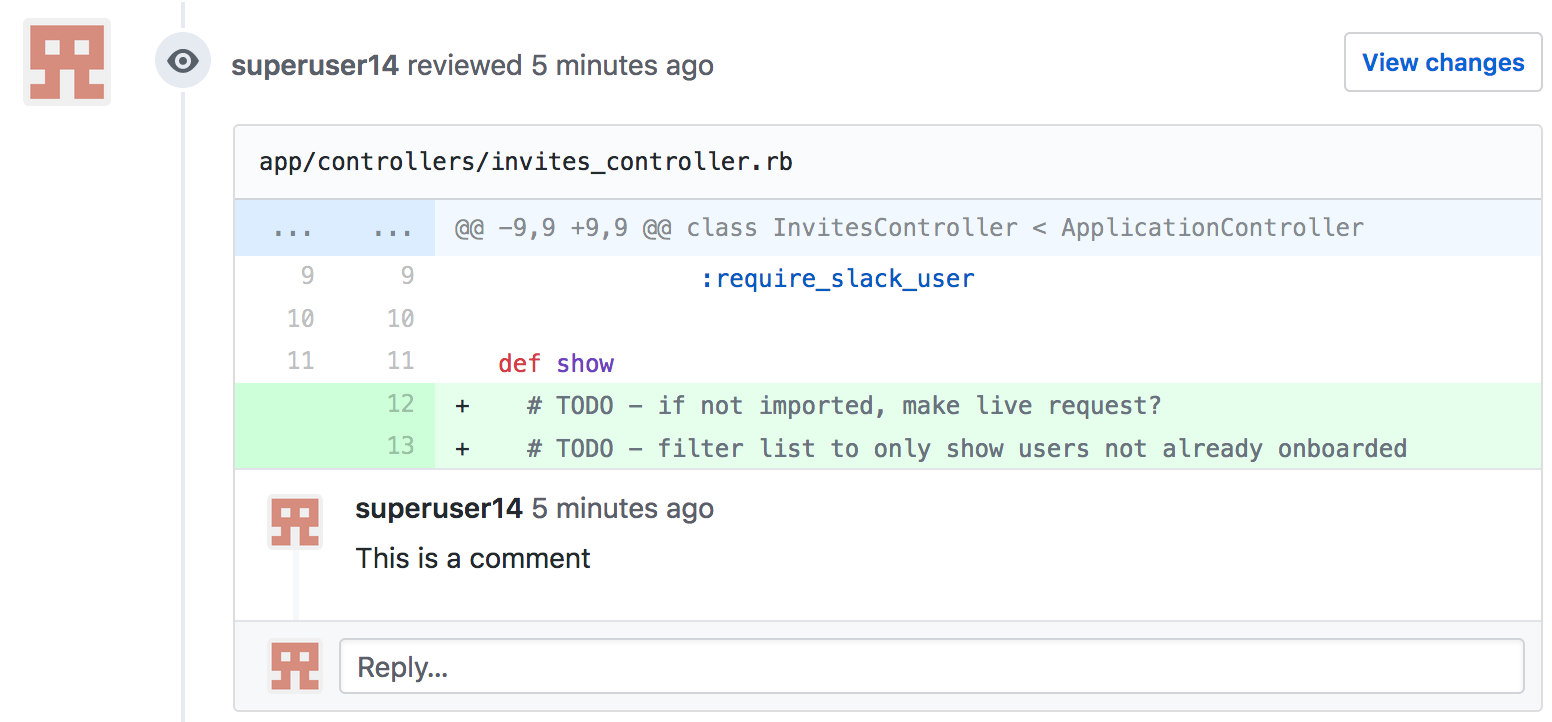 superuser14 reviewed 5 minutes ago
View changes
app/controllers/invites_controller.rb
... ... @@ -9,9 +9,9 @@ class InvitesController < ApplicationController
9 9 :require_slack_user
10 10
11 11 def show
12 + # TODO - if not imported, make live request?
13 + # TODO - filter list to only show users not already onboarded
superuser14 5 minutes ago
This is a comment
Reply...